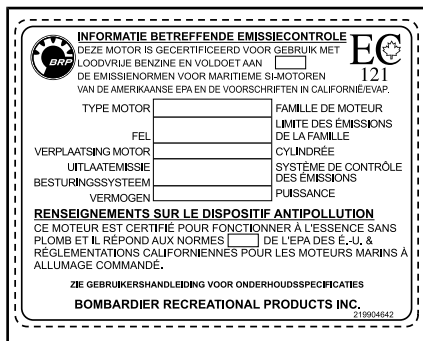 INFORMATIE BETREFFENDE EMISSIECONTROLE
BRP
DEZE MOTOR IS GECERTIFICEERD VOOR GEBRUIK MET
LOODVRIJE BENZINE EN VOLDOET AAN
DE EMISSIENORMEN VOOR MARITIEME SI-MOTOREN
VAN DE AMERIKAANSE EPA EN DE VOORSCHRIFTEN IN CALIFORNIË/EVAP.
EC
121
TYPE MOTOR FAMILLE DE MOTEUR
LIMITE DES ÉMISSIONS
FEL DE LA FAMILLE
VERPLAATSING MOTOR CYLINDRÉE
UITLAATEMISSIE SYSTÈME DE CONTRÔLE
BESTURINGSSYSTEEM DES ÉMISSIONS
VERMOGEN PUISSANCE
RENSEIGNEMENTS SUR LE DISPOSITIF ANTIPOLLUTION
CE MOTEUR EST CERTIFIÉ POUR FONCTIONNER À L'ESSENCE SANS
PLOMB ET IL RÉPOND AUX NORMES DE L'EPA DES É.-U. &
RÉGLEMENTATIONS CALIFORNIENNES POUR LES MOTEURS MARINS À
ALLUMAGE COMMANDÉ.
ZIE GEBRUIKERSHANDLEIDING VOOR ONDERHOUDSSPECIFICATIES
BOMBARDIER RECREATIONAL PRODUCTS INC.
219904642